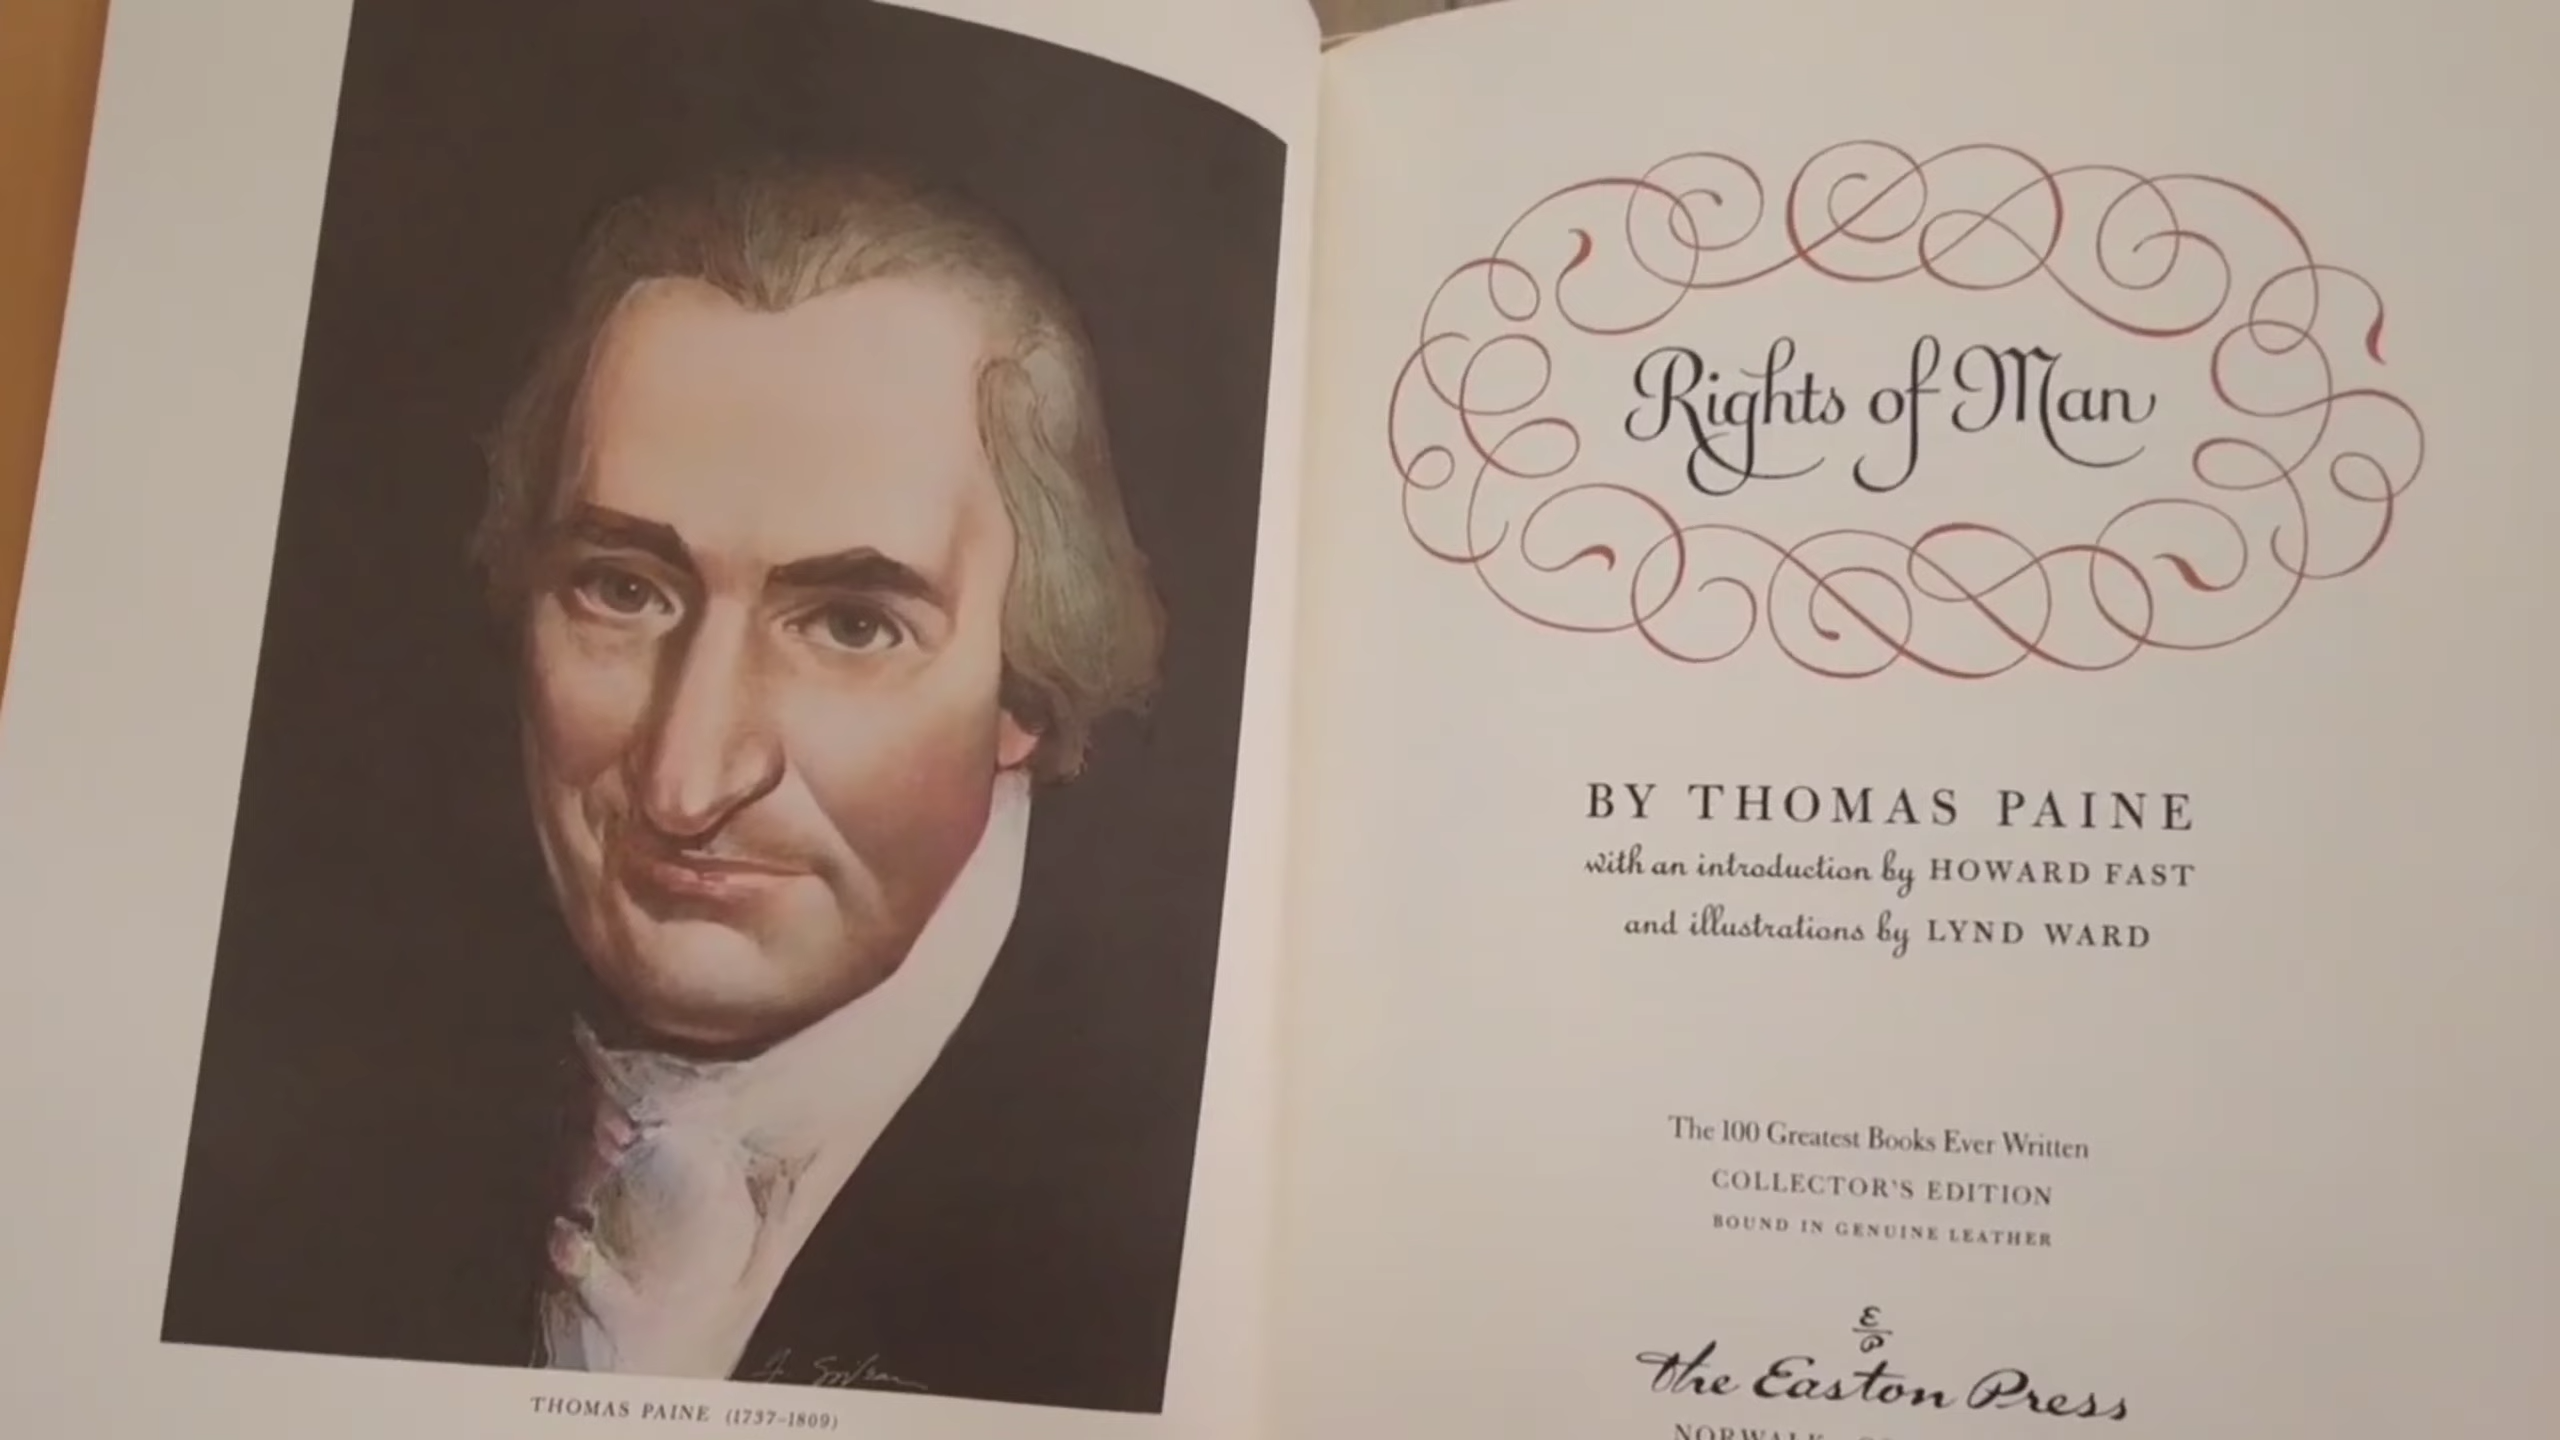 THOMAS PAINE (1737–1809)
Rights of Man
BY THOMAS PAINE
with an introduction by HOWARD FAST
and illustrations by LYND WARD
The 100 Greatest Books Ever Written
COLLECTOR'S EDITION
BOUND IN GENUINE LEATHER
E
P
The Easton Press
NORWALK